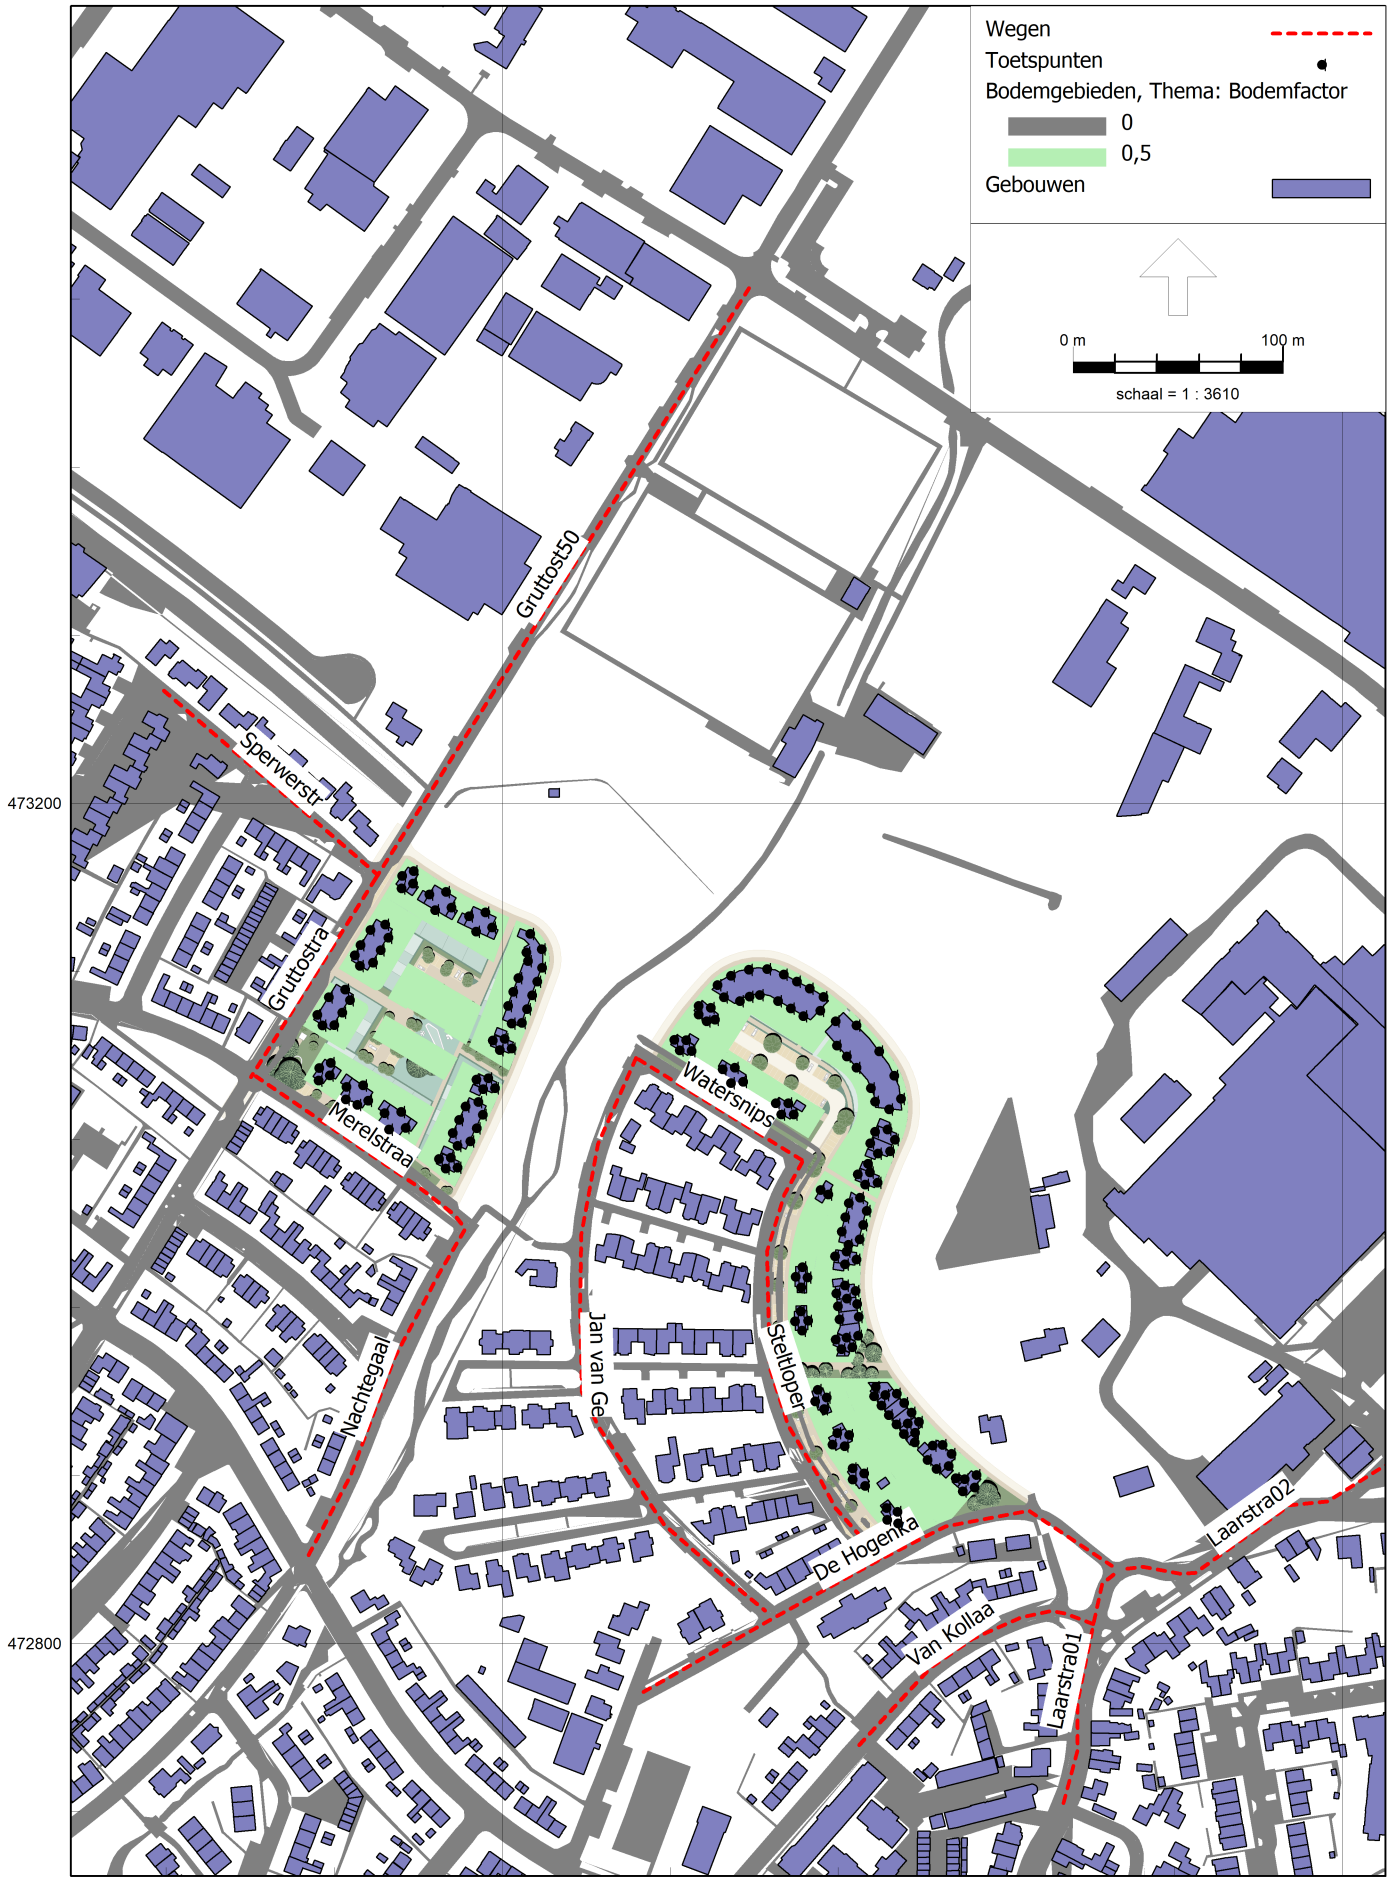 Wegen
Toetspunten
Bodemgebieden, Thema: Bodemfactor
0
0,5
Gebouwen
0 m 100 m
schaal = 1 : 3610
Gruttost50
Sperwerstr
473200
Gruttostra
Watersnips
Merelstraa
Jan van Ge
Steltloper
Nachtegaal
Laarstra02
De Hogenka
Van Kollaa
472800
Laarstra01